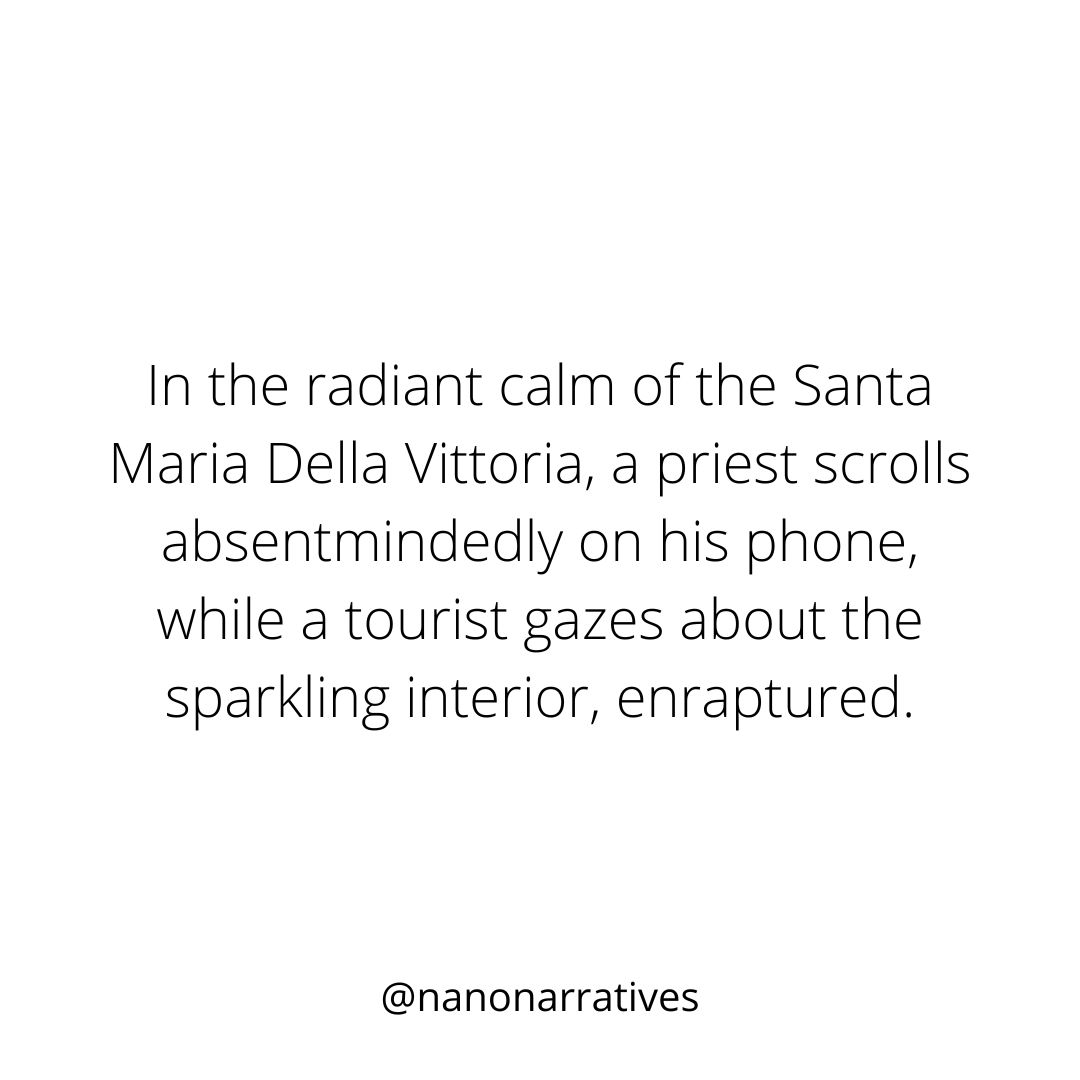 In the radiant calm of the Santa
Maria Della Vittoria, a priest scrolls
absentmindedly on his phone,
while a tourist gazes about the
sparkling interior, enraptured.
@nanonarratives